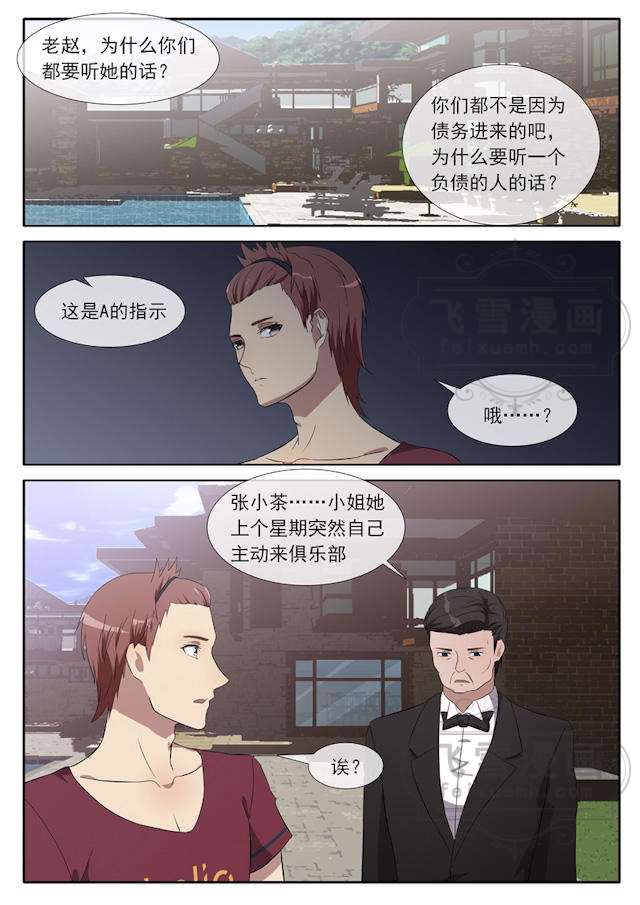 老赵，为什么你们
都要听她的话？
你们都不是因为
债务进来的吧，
为什么要听一个
负债的人的话？
这是A的指示
飞雪漫画
feixuamh.com
哦……？
张小茶……小姐她
上个星期突然自己
主动来俱乐部
诶？
飞雪漫画
feixuamh.com